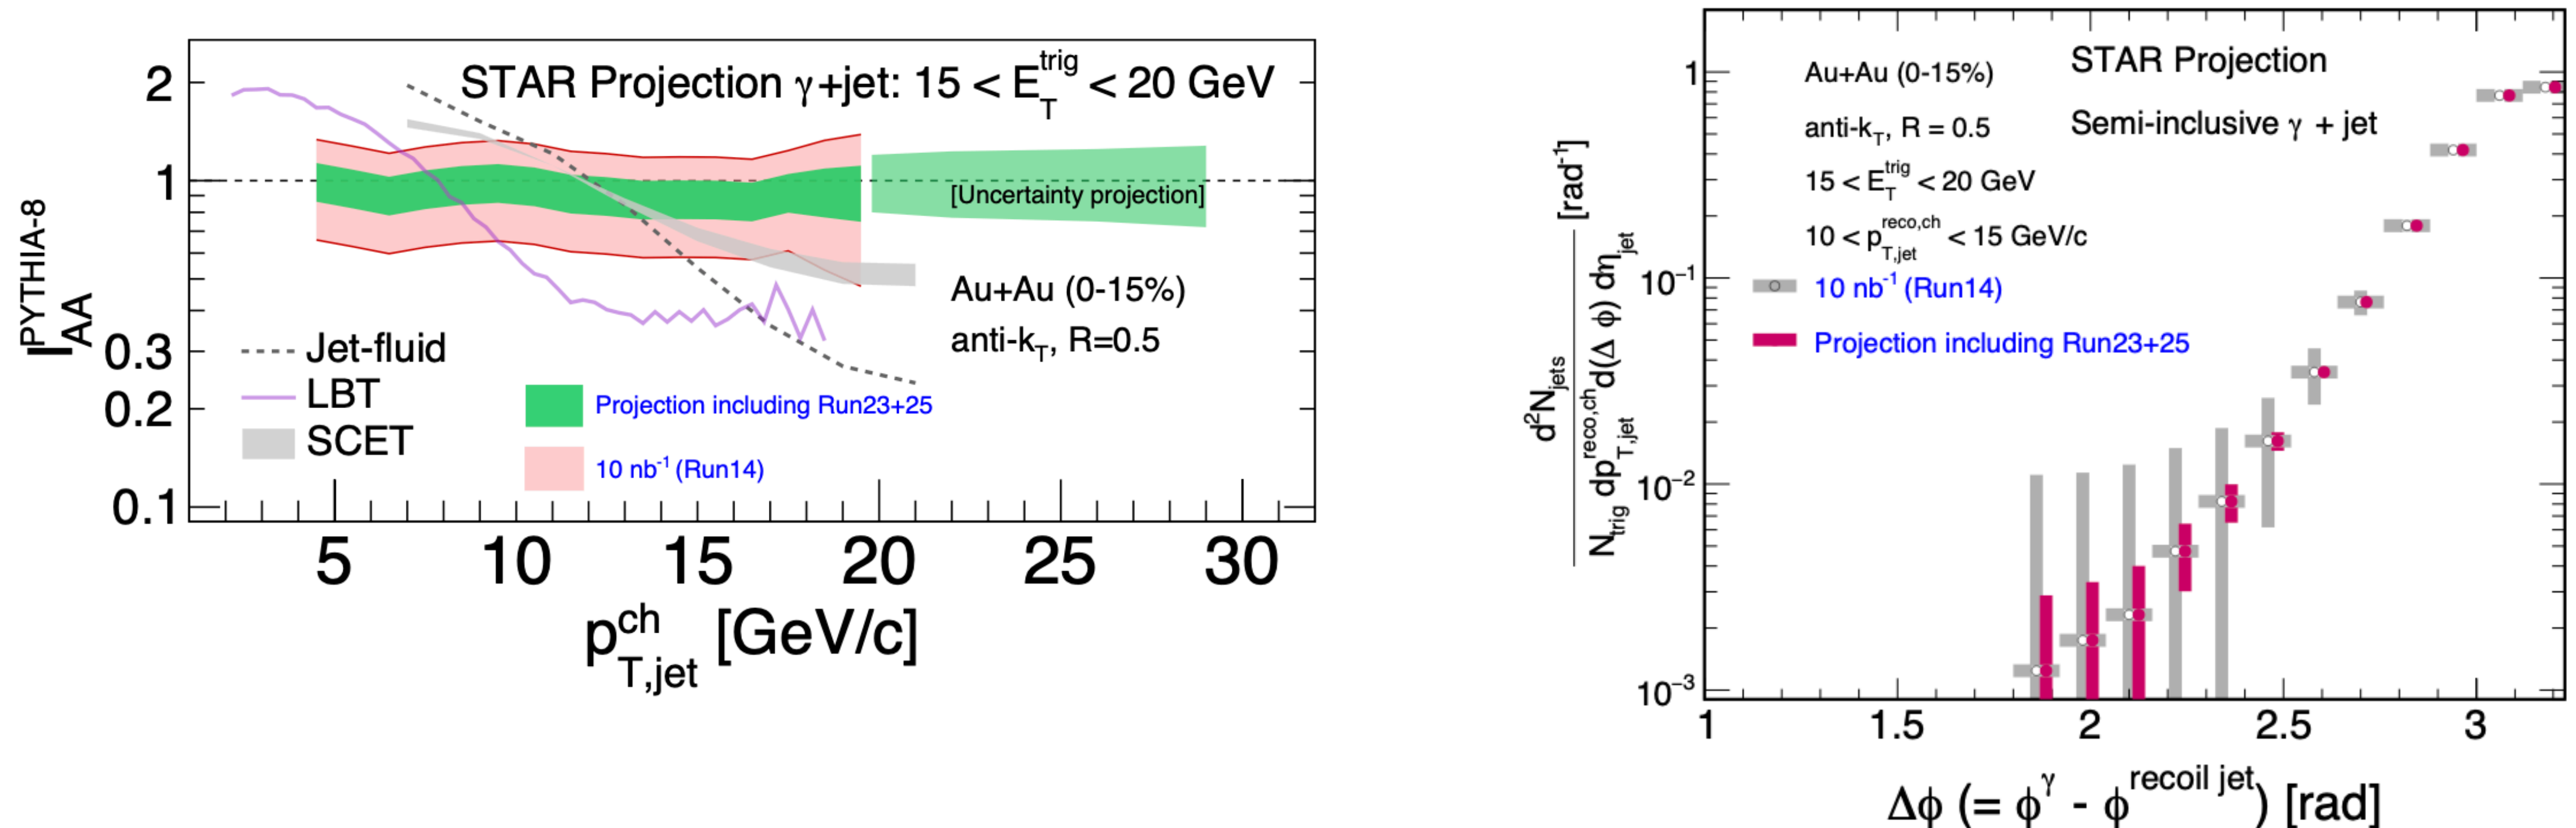 STAR Projection γ+jet: 15 < E_T^trig < 20 GeV
[Uncertainty projection]
Au+Au (0-15%)
anti-k_T, R=0.5
Jet-fluid
LBT
SCET
Projection including Run23+25
10 nb^-1 (Run14)
I_AA^PYTHIA-8
2
1
0.3
0.2
0.1
5 10 15 20 25 30
p_T,jet^ch [GeV/c]
Au+Au (0-15%)
anti-k_T, R = 0.5
15 < E_T^trig < 20 GeV
10 < p_T,jet^reco,ch < 15 GeV/c
STAR Projection
Semi-inclusive γ + jet
10 nb^-1 (Run14)
Projection including Run23+25
d^2N_jets
N_trig dp_T,jet^reco,ch d(Δ φ) dη_jet
[rad^-1]
1
10^-1
10^-2
10^-3
1 1.5 2 2.5 3
Δφ (= φ^γ - φ^recoil jet) [rad]